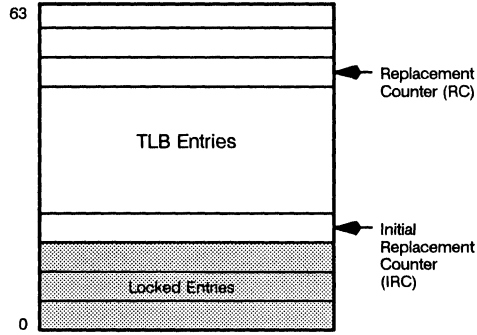 63
Replacement
Counter (RC)
TLB Entries
Initial
Replacement
Counter
(IRC)
Locked Entries
0